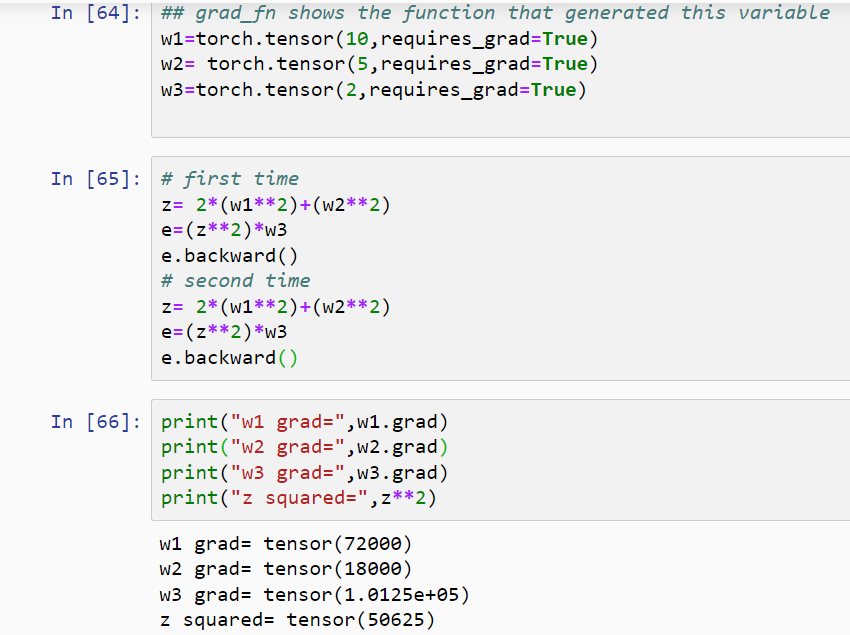 In [64]: ## grad_fn shows the function that generated this variable
w1=torch.tensor(10,requires_grad=True)
w2= torch.tensor(5,requires_grad=True)
w3=torch.tensor(2,requires_grad=True)
In [65]: # first time
z= 2*(w1**2)+(w2**2)
e=(z**2)*w3
e.backward()
# second time
z= 2*(w1**2)+(w2**2)
e=(z**2)*w3
e.backward()
In [66]: print("w1 grad=",w1.grad)
print("w2 grad=",w2.grad)
print("w3 grad=",w3.grad)
print("z squared=",z**2)
w1 grad= tensor(72000)
w2 grad= tensor(18000)
w3 grad= tensor(1.0125e+05)
z squared= tensor(50625)